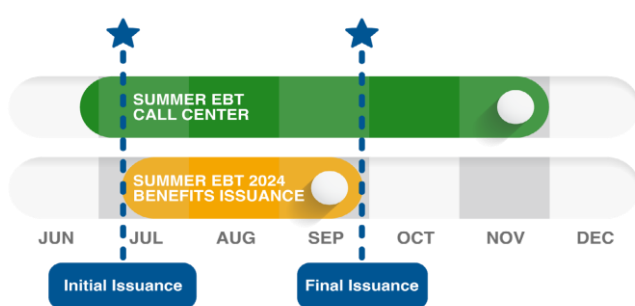 SUMMER EBT
CALL CENTER
SUMMER EBT 2024
BENEFITS ISSUANCE
JUN JUL AUG SEP OCT NOV DEC
Initial Issuance Final Issuance